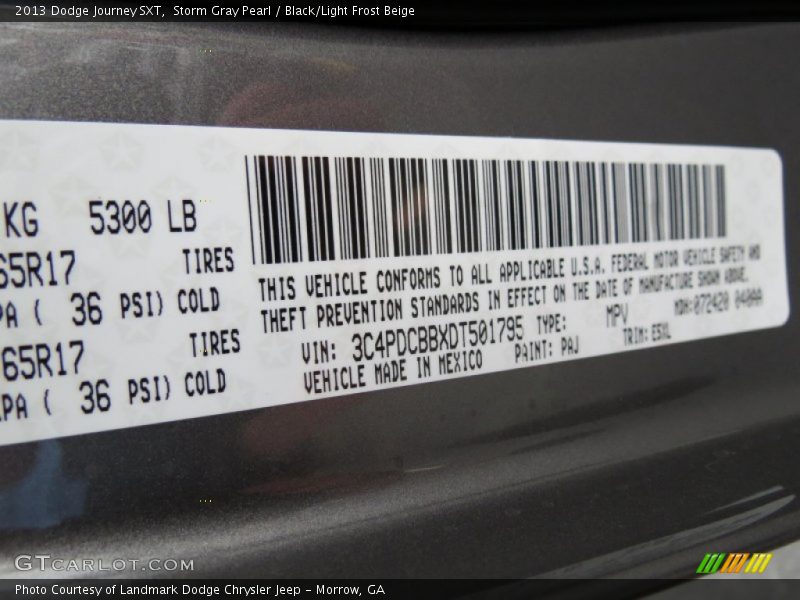 2013 Dodge Journey SXT, Storm Gray Pearl / Black/Light Frost Beige
KG 5300 LB
65R17 TIRES
PA ( 36 PSI) COLD
65R17 TIRES
PA ( 36 PSI) COLD
THIS VEHICLE CONFORMS TO ALL APPLICABLE U.S.A. FEDERAL MOTOR VEHICLE SAFETY AND
THEFT PREVENTION STANDARDS IN EFFECT ON THE DATE OF MANUFACTURE SHOWN ABOVE.
VIN: 3C4PDCBBXDT501795 TYPE: MPV MDH:072420
VEHICLE MADE IN MEXICO PAINT: PAJ TRIM:
GTCARLOT.COM
Photo Courtesy of Landmark Dodge Chrysler Jeep - Morrow, GA